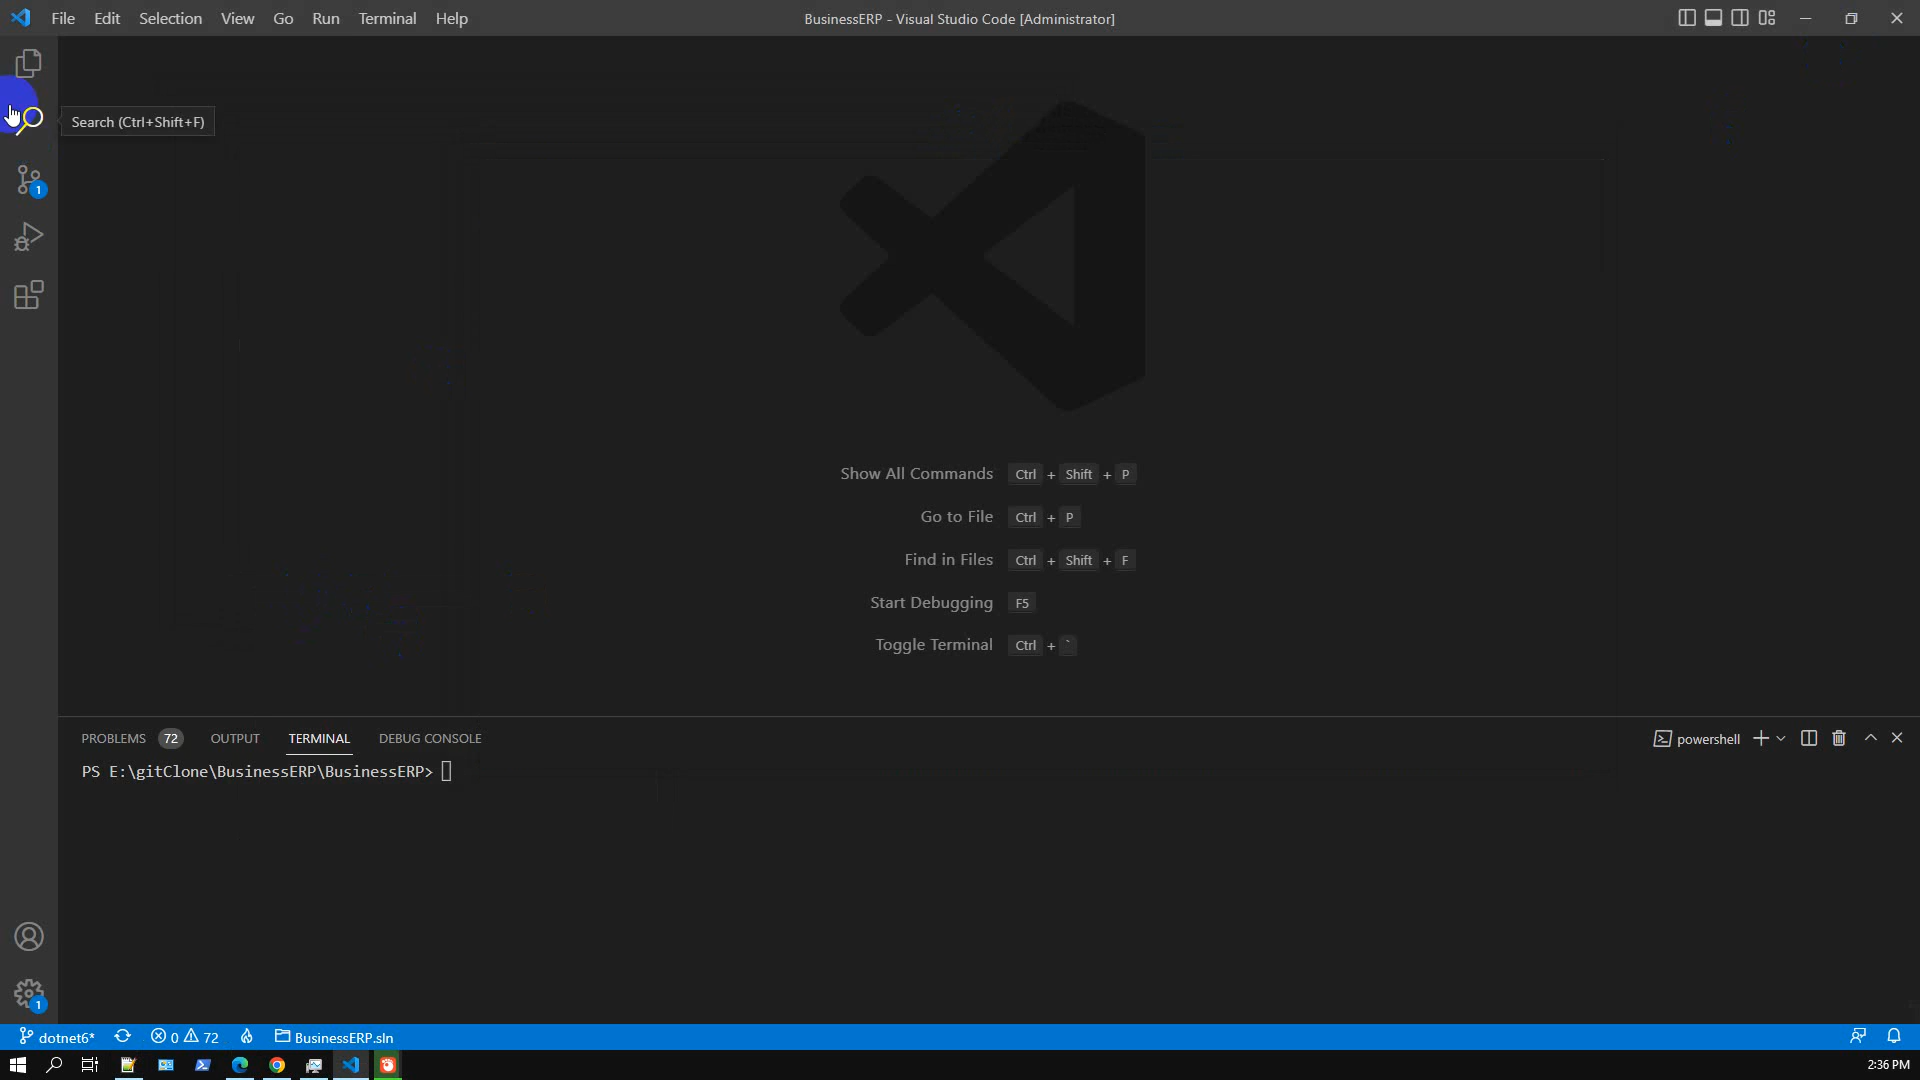 File Edit Selection View Go Run Terminal Help
BusinessERP - Visual Studio Code [Administrator]
Search (Ctrl+Shift+F)
1
Show All Commands Ctrl + Shift + P
Go to File Ctrl + P
Find in Files Ctrl + Shift + F
Start Debugging F5
Toggle Terminal Ctrl + `
PROBLEMS 72 OUTPUT TERMINAL DEBUG CONSOLE
powershell
PS E:\gitClone\BusinessERP\BusinessERP>
1
dotnet6* 0 72 BusinessERP.sln
2:36 PM